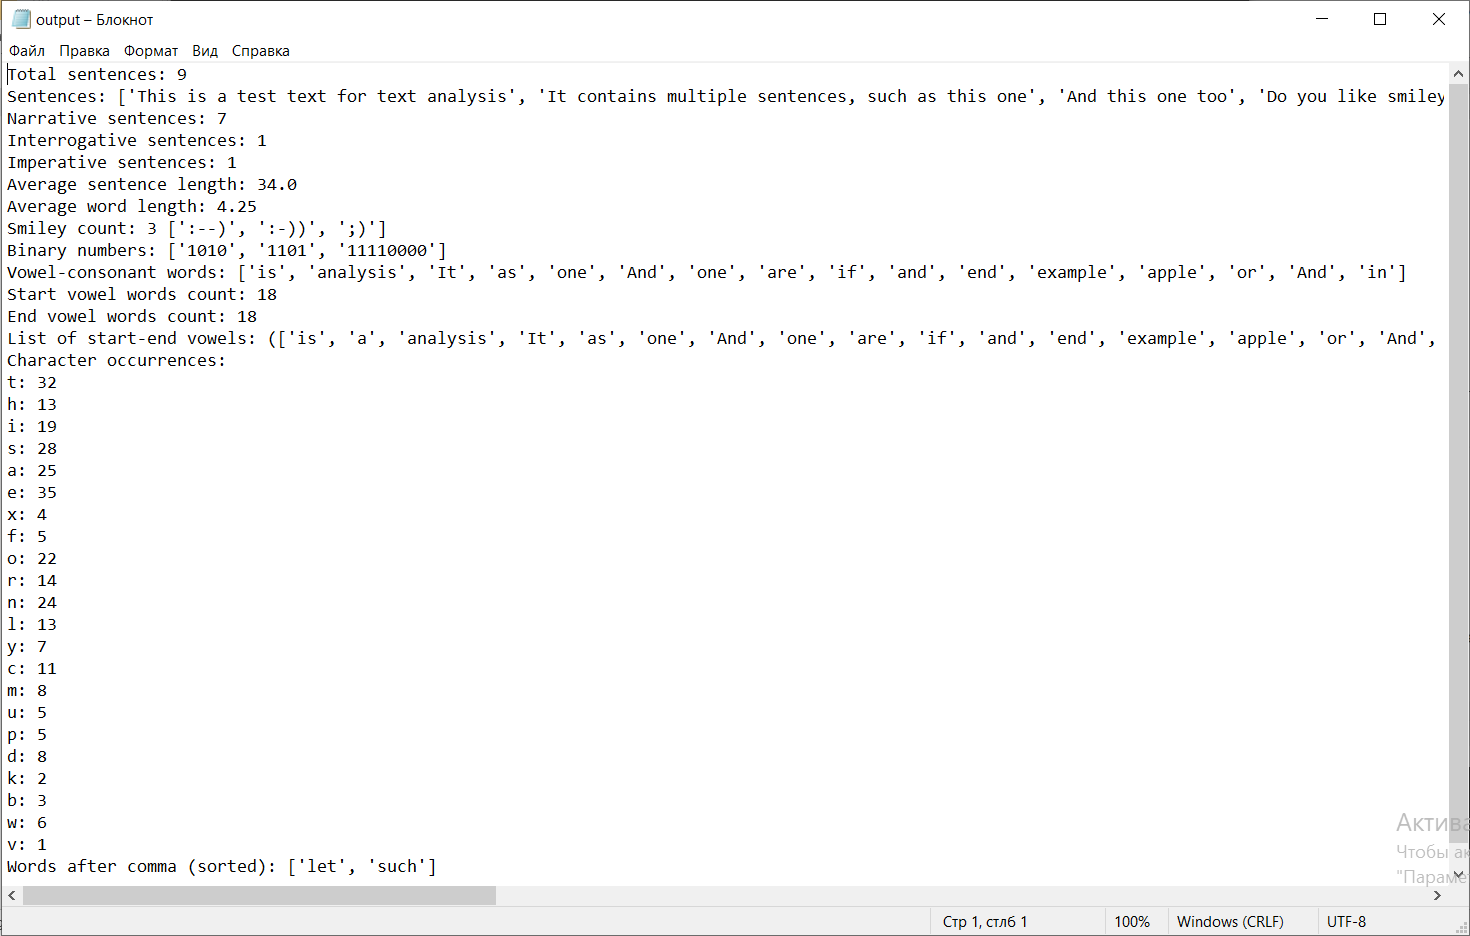 output – Блокнот
Файл Правка Формат Вид Справка
Total sentences: 9
Sentences: ['This is a test text for text analysis', 'It contains multiple sentences, such as this one', 'And this one too', 'Do you like smiley
Narrative sentences: 7
Interrogative sentences: 1
Imperative sentences: 1
Average sentence length: 34.0
Average word length: 4.25
Smiley count: 3 [':--)', ':-))', ';)']
Binary numbers: ['1010', '1101', '11110000']
Vowel-consonant words: ['is', 'analysis', 'It', 'as', 'one', 'And', 'one', 'are', 'if', 'and', 'end', 'example', 'apple', 'or', 'And', 'in']
Start vowel words count: 18
End vowel words count: 18
List of start-end vowels: (['is', 'a', 'analysis', 'It', 'as', 'one', 'And', 'one', 'are', 'if', 'and', 'end', 'example', 'apple', 'or', 'And',
Character occurrences:
t: 32
h: 13
i: 19
s: 28
a: 25
e: 35
x: 4
f: 5
o: 22
r: 14
n: 24
l: 13
y: 7
c: 11
m: 8
u: 5
p: 5
d: 8
k: 2
b: 3
w: 6
v: 1
Words after comma (sorted): ['let', 'such']
Чтобы
Стр 1, стлб 1 100% Windows (CRLF) UTF-8